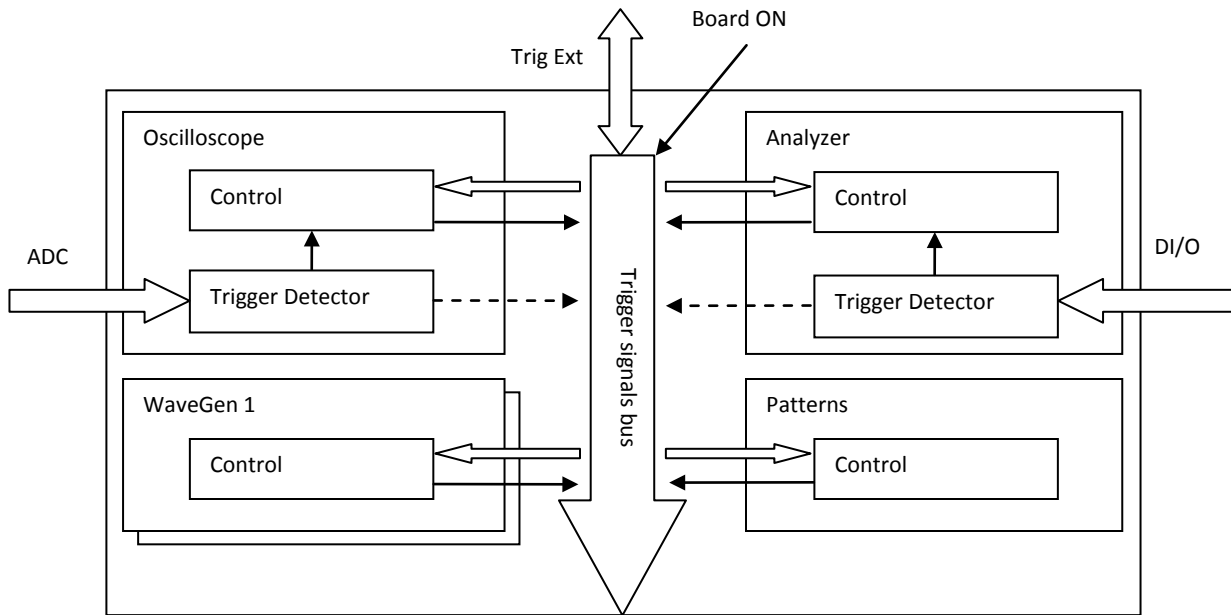 Board ON
Trig Ext
Oscilloscope
Control
Trigger Detector
ADC
Analyzer
Control
Trigger Detector
DI/O
Trigger signals bus
WaveGen 1
Control
Patterns
Control